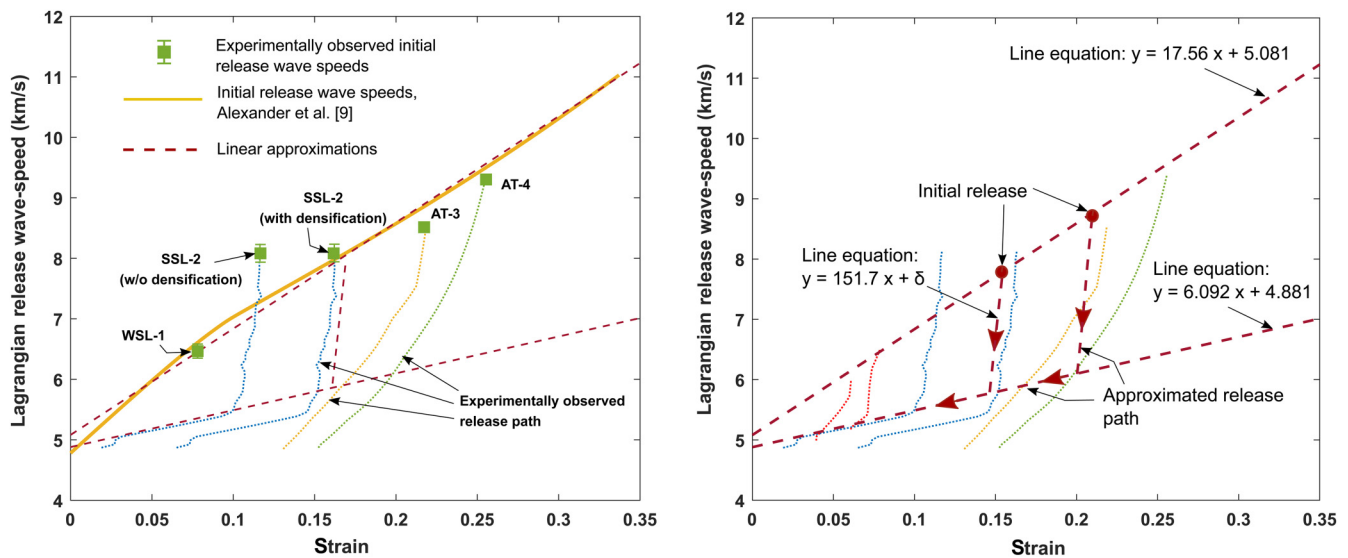 Lagrangian release wave-speed (km/s)
12
11
10
9
8
7
6
5
4
Experimentally observed initial
release wave speeds
Initial release wave speeds,
Alexander et al. [9]
Linear approximations
AT-4
SSL-2
(with densification)
AT-3
SSL-2
(w/o densification)
WSL-1
Experimentally observed
release path
0
0.05
0.1
0.15
0.2
0.25
0.3
0.35
Strain
Lagrangian release wave-speed (km/s)
12
11
10
9
8
7
6
5
4
Line equation: y = 17.56 x + 5.081
Initial release
Line equation:
y = 151.7 x + δ
Line equation:
y = 6.092 x + 4.881
Approximated release
path
0
0.05
0.1
0.15
0.2
0.25
0.3
0.35
Strain